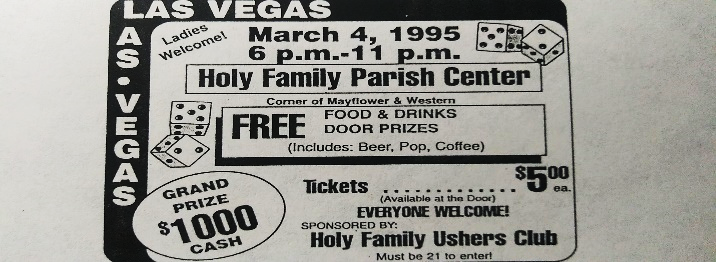 LAS VEGAS
AS • VEGAS
Ladies
Welcome!
March 4, 1995
6 p.m.-11 p.m.
Holy Family Parish Center
Corner of Mayflower & Western
FREE FOOD & DRINKS
DOOR PRIZES
(Includes: Beer, Pop, Coffee)
GRAND
PRIZE
$1000
CASH
Tickets ............. $5.00 ea.
(Available at the Door)
EVERYONE WELCOME!
SPONSORED BY:
Holy Family Ushers Club
Must be 21 to enter!